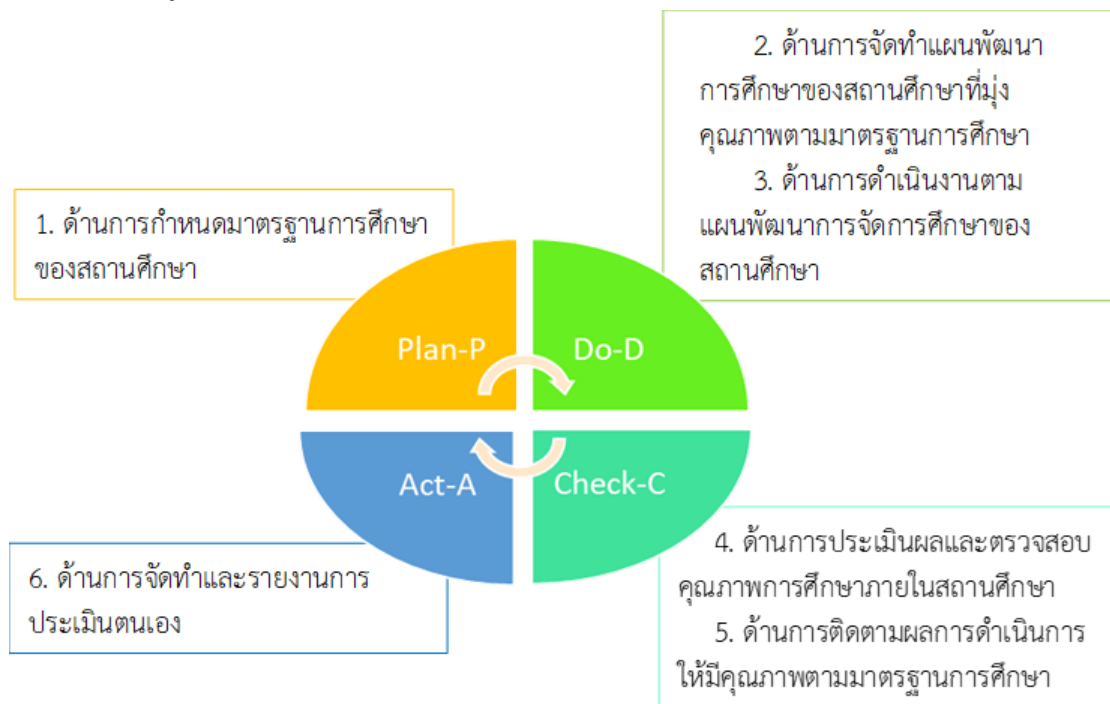 1. ด้านการกำหนดมาตรฐานการศึกษา
ของสถานศึกษา
2. ด้านการจัดทำแผนพัฒนา
การศึกษาของสถานศึกษาที่มุ่ง
คุณภาพตามมาตรฐานการศึกษา
3. ด้านการดำเนินงานตาม
แผนพัฒนาการจัดการศึกษาของ
สถานศึกษา
Plan-P
Do-D
Act-A
Check-C
4. ด้านการประเมินผลและตรวจสอบ
คุณภาพการศึกษาภายในสถานศึกษา
5. ด้านการติดตามผลการดำเนินการ
ให้มีคุณภาพตามมาตรฐานการศึกษา
6. ด้านการจัดทำและรายงานการ
ประเมินตนเอง